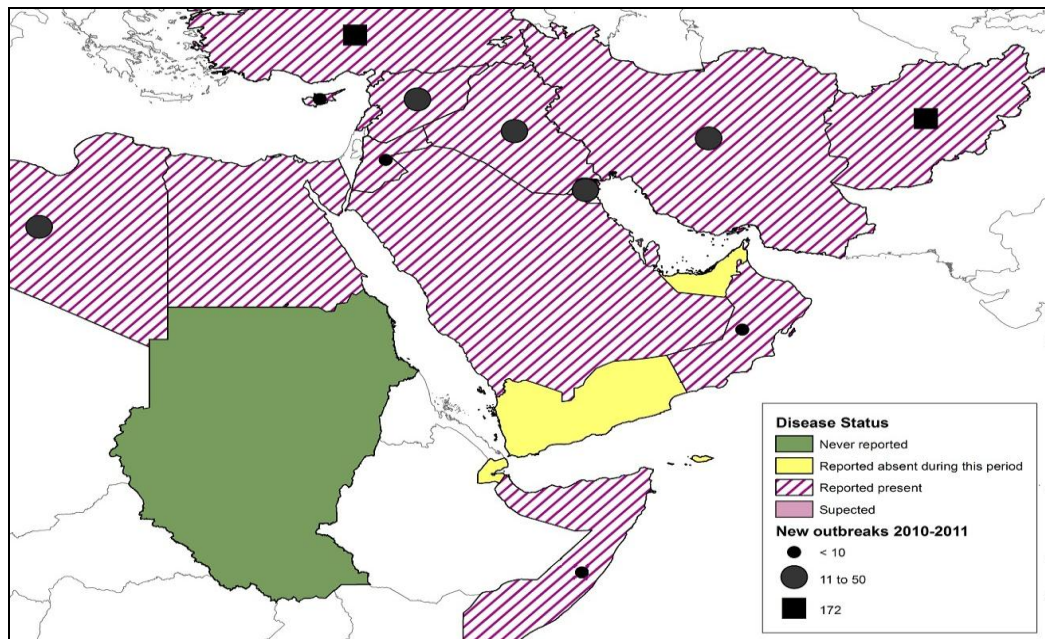 Disease Status
Never reported
Reported absent during this period
Reported present
Supected
New outbreaks 2010-2011
< 10
11 to 50
172